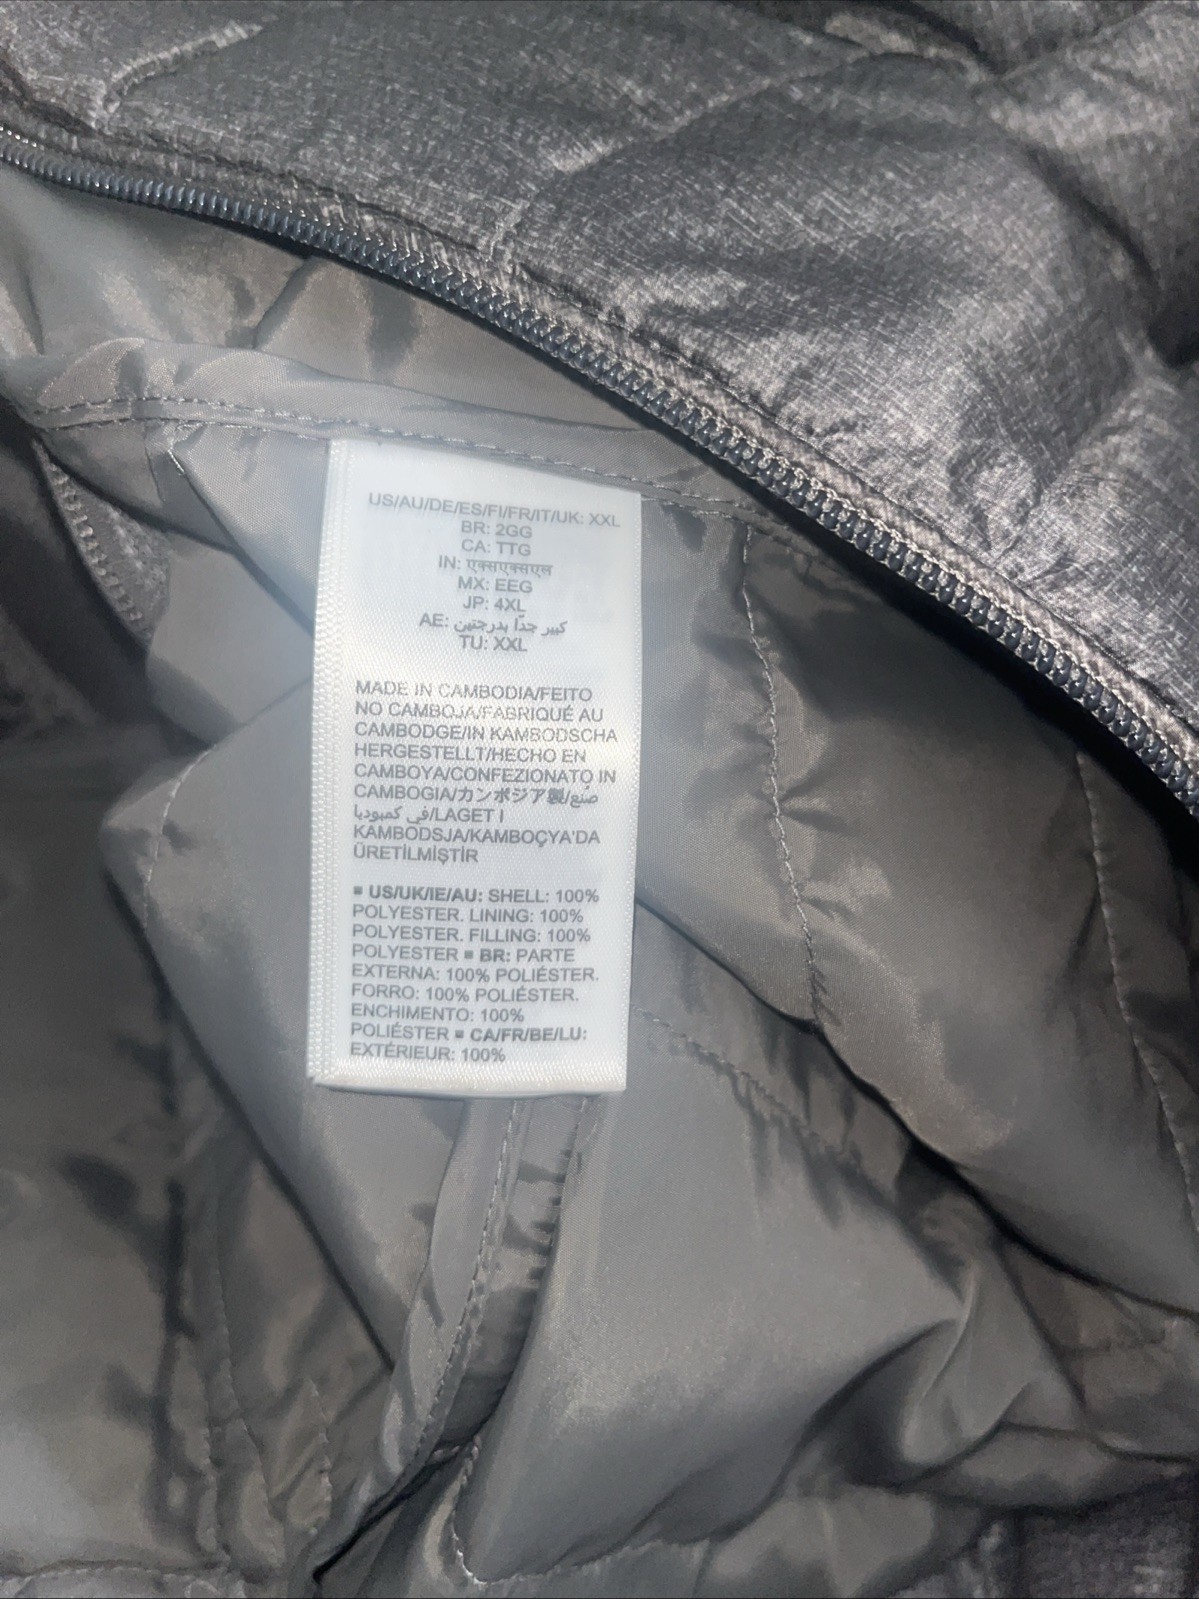 US/AU/DE/ES/FI/FR/IT/UK: XXL
BR: 2GG
CA: TTG
IN: एक्सएक्सएल
MX: EEG
JP: 4XL
AE: كبير جدًا بدرجتين
TU: XXL
MADE IN CAMBODIA/FEITO
NO CAMBOJA/FABRIQUÉ AU
CAMBODGE/IN KAMBODSCHA
HERGESTELLT/HECHO EN
CAMBOYA/CONFEZIONATO IN
CAMBOGIA/カンボジア製/صُنع
في كمبوديا/LAGET I
KAMBODSJA/KAMBOÇYA'DA
ÜRETİLMİŞTİR
▪ US/UK/IE/AU: SHELL: 100%
POLYESTER. LINING: 100%
POLYESTER. FILLING: 100%
POLYESTER ▪ BR: PARTE
EXTERNA: 100% POLIÉSTER.
FORRO: 100% POLIÉSTER.
ENCHIMENTO: 100%
POLIÉSTER ▪ CA/FR/BE/LU:
EXTÉRIEUR: 100%